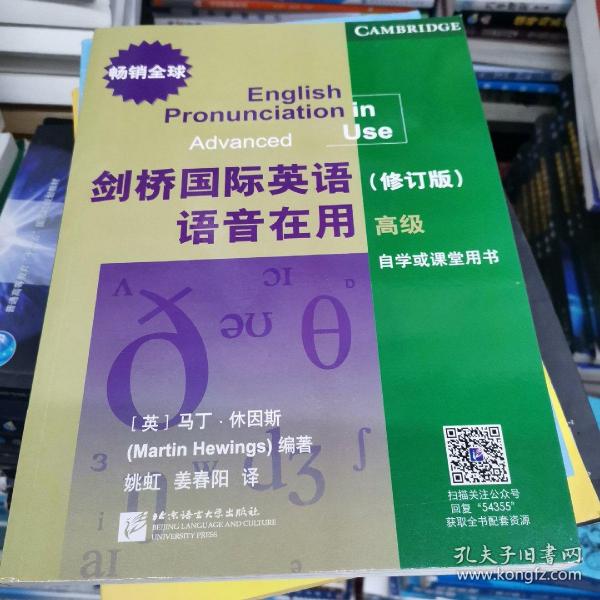 CAMBRIDGE
畅销全球
English
Pronunciation in
Advanced Use
剑桥国际英语（修订版）
语音在用 高级
自学或课堂用书
ʌ ɔɪ ɑ
ð əʊ θ
［英］马丁·休因斯
(Martin Hewings) 编著
姚虹 姜春阳 译
ɜ w ʤ ʃ
i n
aɪ
北京语言大学出版社
BEIJING LANGUAGE AND CULTURE
UNIVERSITY PRESS
扫描关注公众号
回复“54355”
获取全书配套资源
孔夫子旧书网
www.kongfz.com